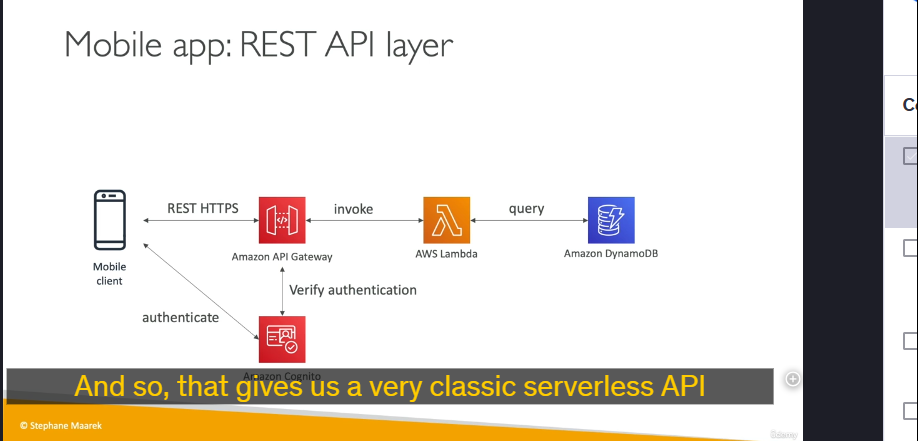 Mobile app: REST API layer
REST HTTPS
invoke
query
Mobile
client
Amazon API Gateway
AWS Lambda
Amazon DynamoDB
Verify authentication
authenticate
Amazon Cognito
And so, that gives us a very classic serverless API
© Stephane Maarek
ûdemy